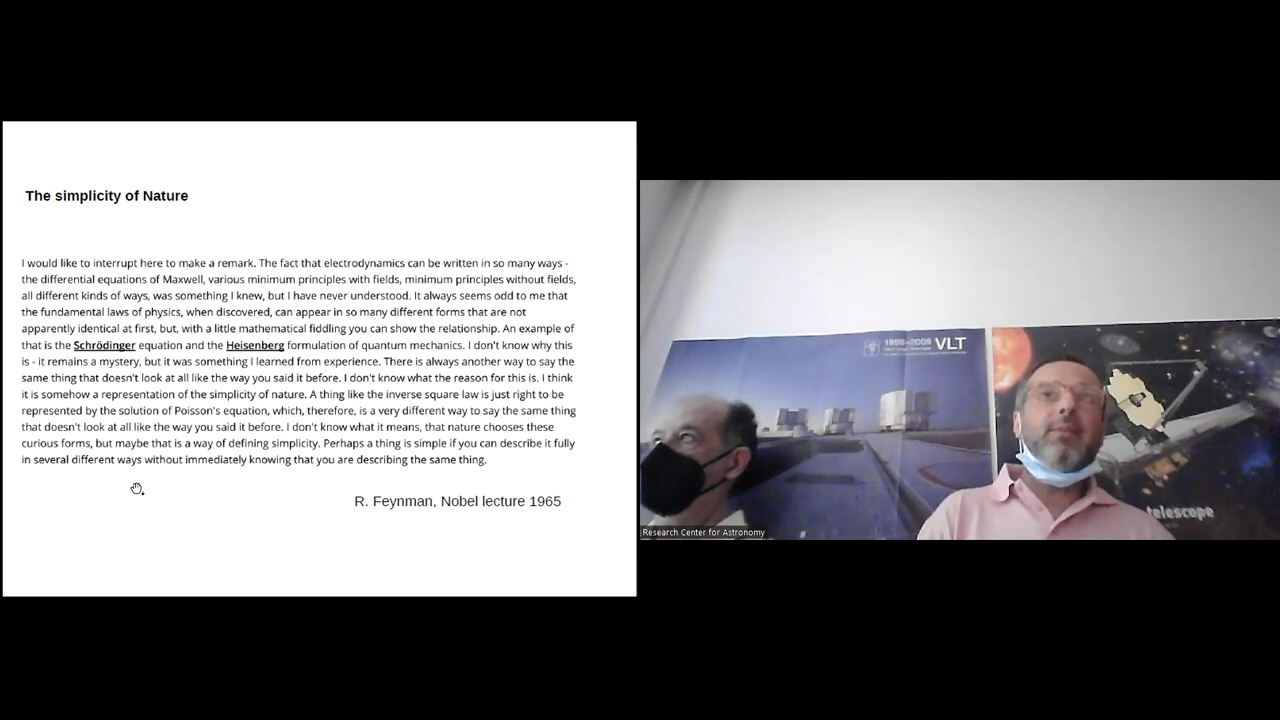 The simplicity of Nature
I would like to interrupt here to make a remark. The fact that electrodynamics can be written in so many ways -
the differential equations of Maxwell, various minimum principles with fields, minimum principles without fields,
all different kinds of ways, was something I knew, but I have never understood. It always seems odd to me that
the fundamental laws of physics, when discovered, can appear in so many different forms that are not
apparently identical at first, but, with a little mathematical fiddling you can show the relationship. An example of
that is the Schrödinger equation and the Heisenberg formulation of quantum mechanics. I don't know why this
is - it remains a mystery, but it was something I learned from experience. There is always another way to say the
same thing that doesn't look at all like the way you said it before. I don't know what the reason for this is. I think
it is somehow a representation of the simplicity of nature. A thing like the inverse square law is just right to be
represented by the solution of Poisson's equation, which, therefore, is a very different way to say the same thing
that doesn't look at all like the way you said it before. I don't know what it means, that nature chooses these
curious forms, but maybe that is a way of defining simplicity. Perhaps a thing is simple if you can describe it fully
in several different ways without immediately knowing that you are describing the same thing.
R. Feynman, Nobel lecture 1965
VLT
telescope
Research Center for Astronomy